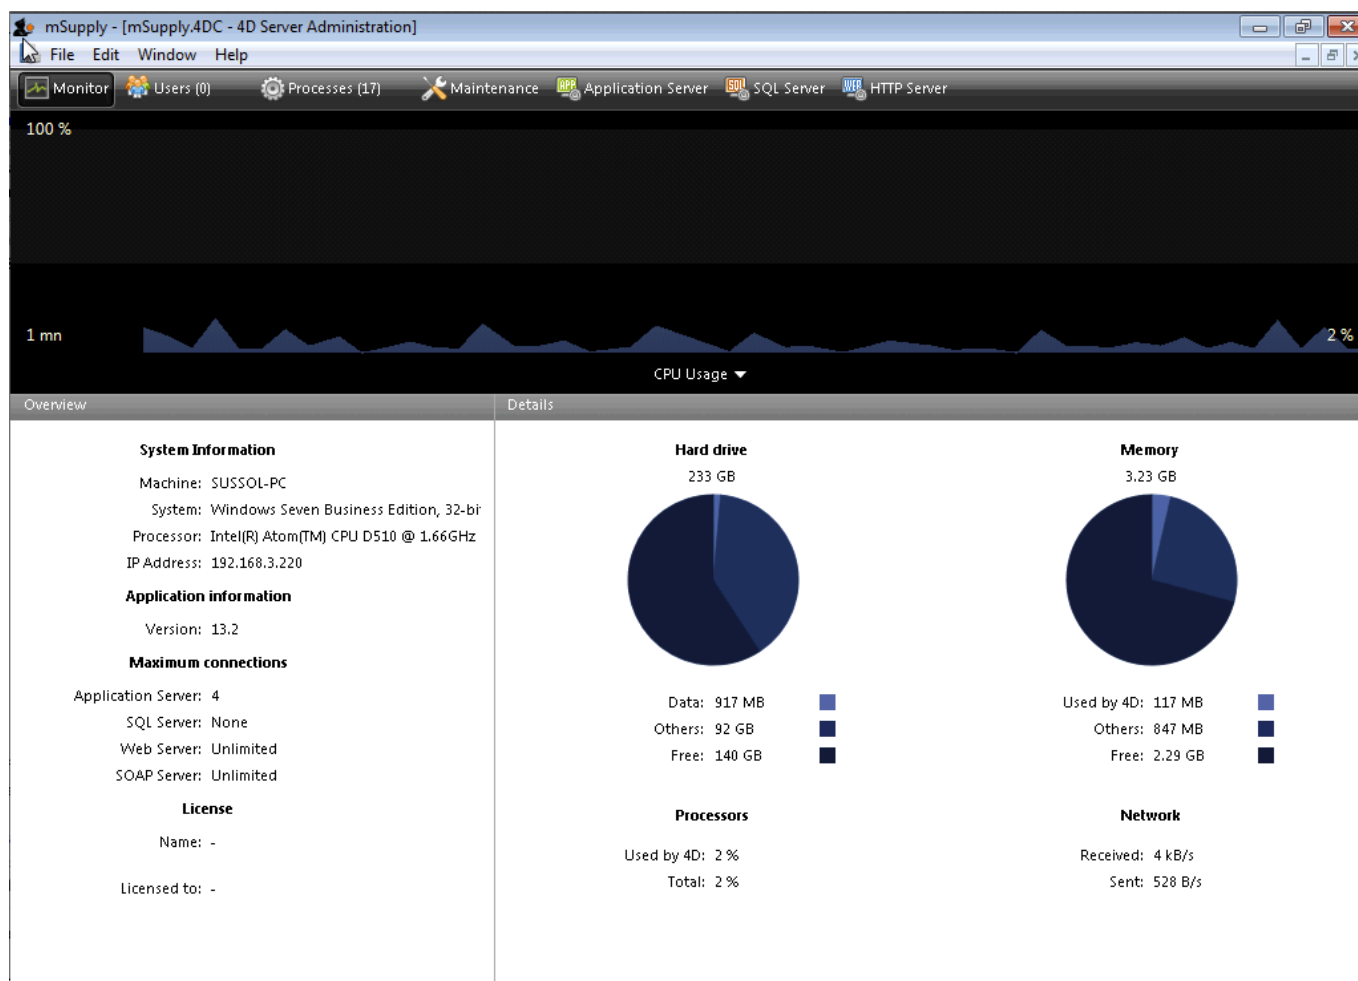 mSupply - [mSupply.4DC - 4D Server Administration]
File Edit Window Help
Monitor Users (0) Processes (17) Maintenance Application Server SQL Server HTTP Server
100 %
1 mn 2 %
CPU Usage
Overview Details
System Information
Machine: SUSSOL-PC
System: Windows Seven Business Edition, 32-bi
Processor: Intel(R) Atom(TM) CPU D510 @ 1.66GHz
IP Address: 192.168.3.220
Application information
Version: 13.2
Maximum connections
Application Server: 4
SQL Server: None
Web Server: Unlimited
SOAP Server: Unlimited
License
Name: -
Licensed to: -
Hard drive
233 GB
Data: 917 MB
Others: 92 GB
Free: 140 GB
Memory
3.23 GB
Used by 4D: 117 MB
Others: 847 MB
Free: 2.29 GB
Processors
Used by 4D: 2 %
Total: 2 %
Network
Received: 4 kB/s
Sent: 528 B/s